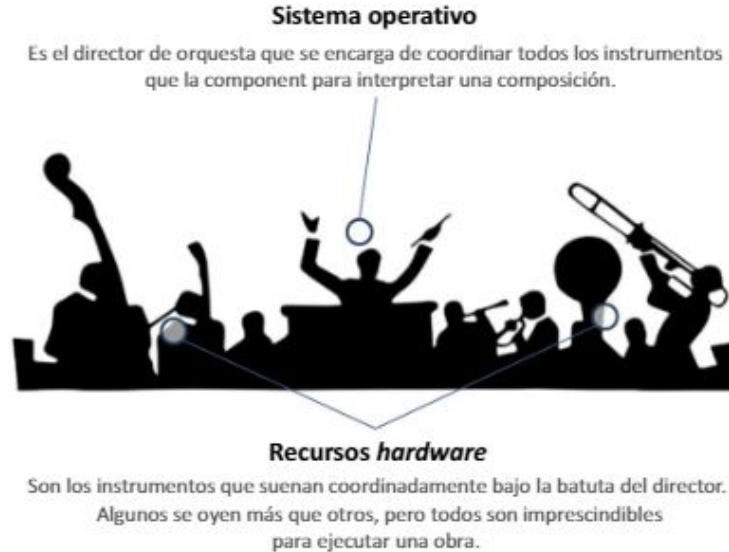 Sistema operativo
Es el director de orquesta que se encarga de coordinar todos los instrumentos
que la component para interpretar una composición.
Recursos hardware
Son los instrumentos que suenan coordinadamente bajo la batuta del director.
Algunos se oyen más que otros, pero todos son imprescindibles
para ejecutar una obra.